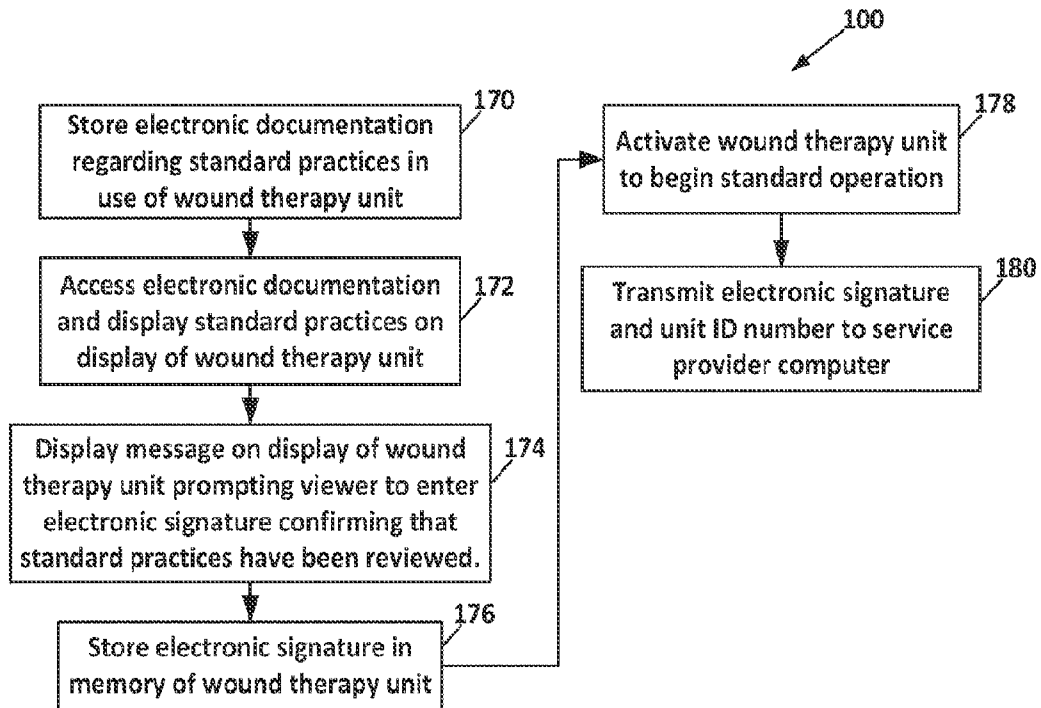 100
170
Store electronic documentation
regarding standard practices in
use of wound therapy unit
172
Access electronic documentation
and display standard practices on
display of wound therapy unit
174
Display message on display of wound
therapy unit prompting viewer to enter
electronic signature confirming that
standard practices have been reviewed.
176
Store electronic signature in
memory of wound therapy unit
178
Activate wound therapy unit
to begin standard operation
180
Transmit electronic signature
and unit ID number to service
provider computer